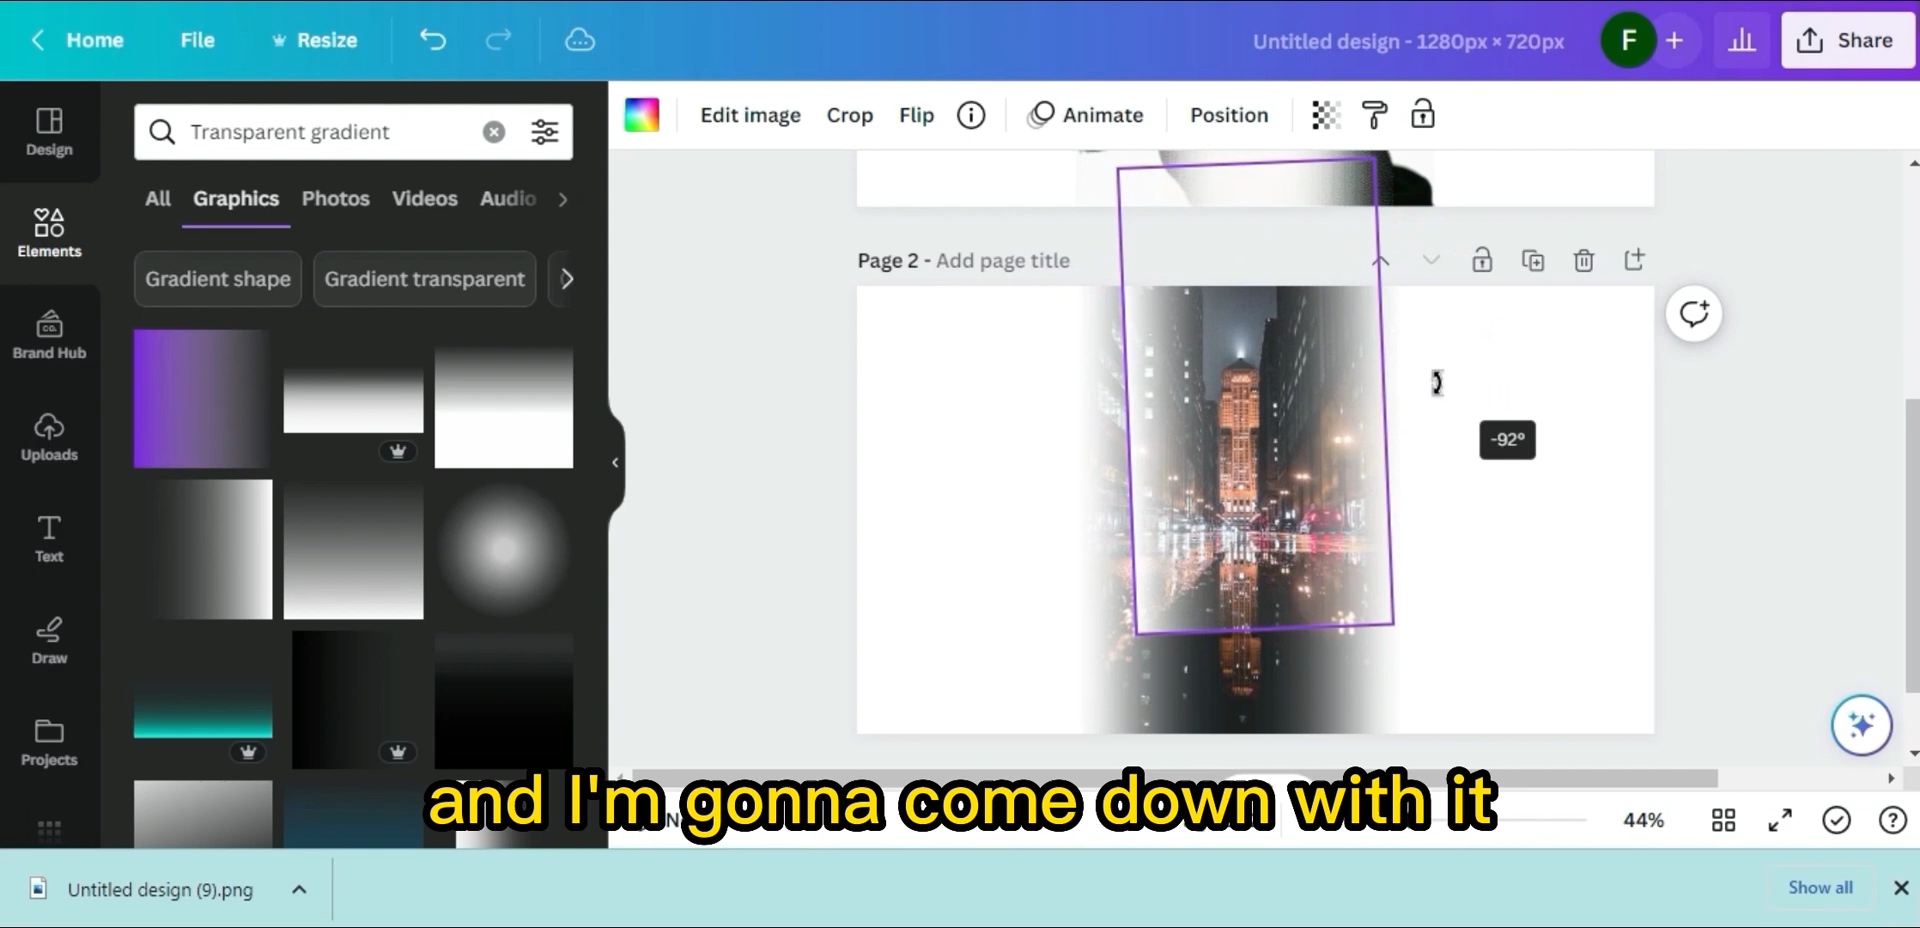 Home File Resize
Untitled design - 1280px × 720px F + Share
Design
Elements
Brand Hub
CO.
Uploads
Text
Draw
Projects
Transparent gradient
All Graphics Photos Videos Audio
Gradient shape Gradient transparent
Edit image Crop Flip Animate Position
Page 2 - Add page title
-92°
and I'm gonna come down with it
44%
Untitled design (9).png
Show all